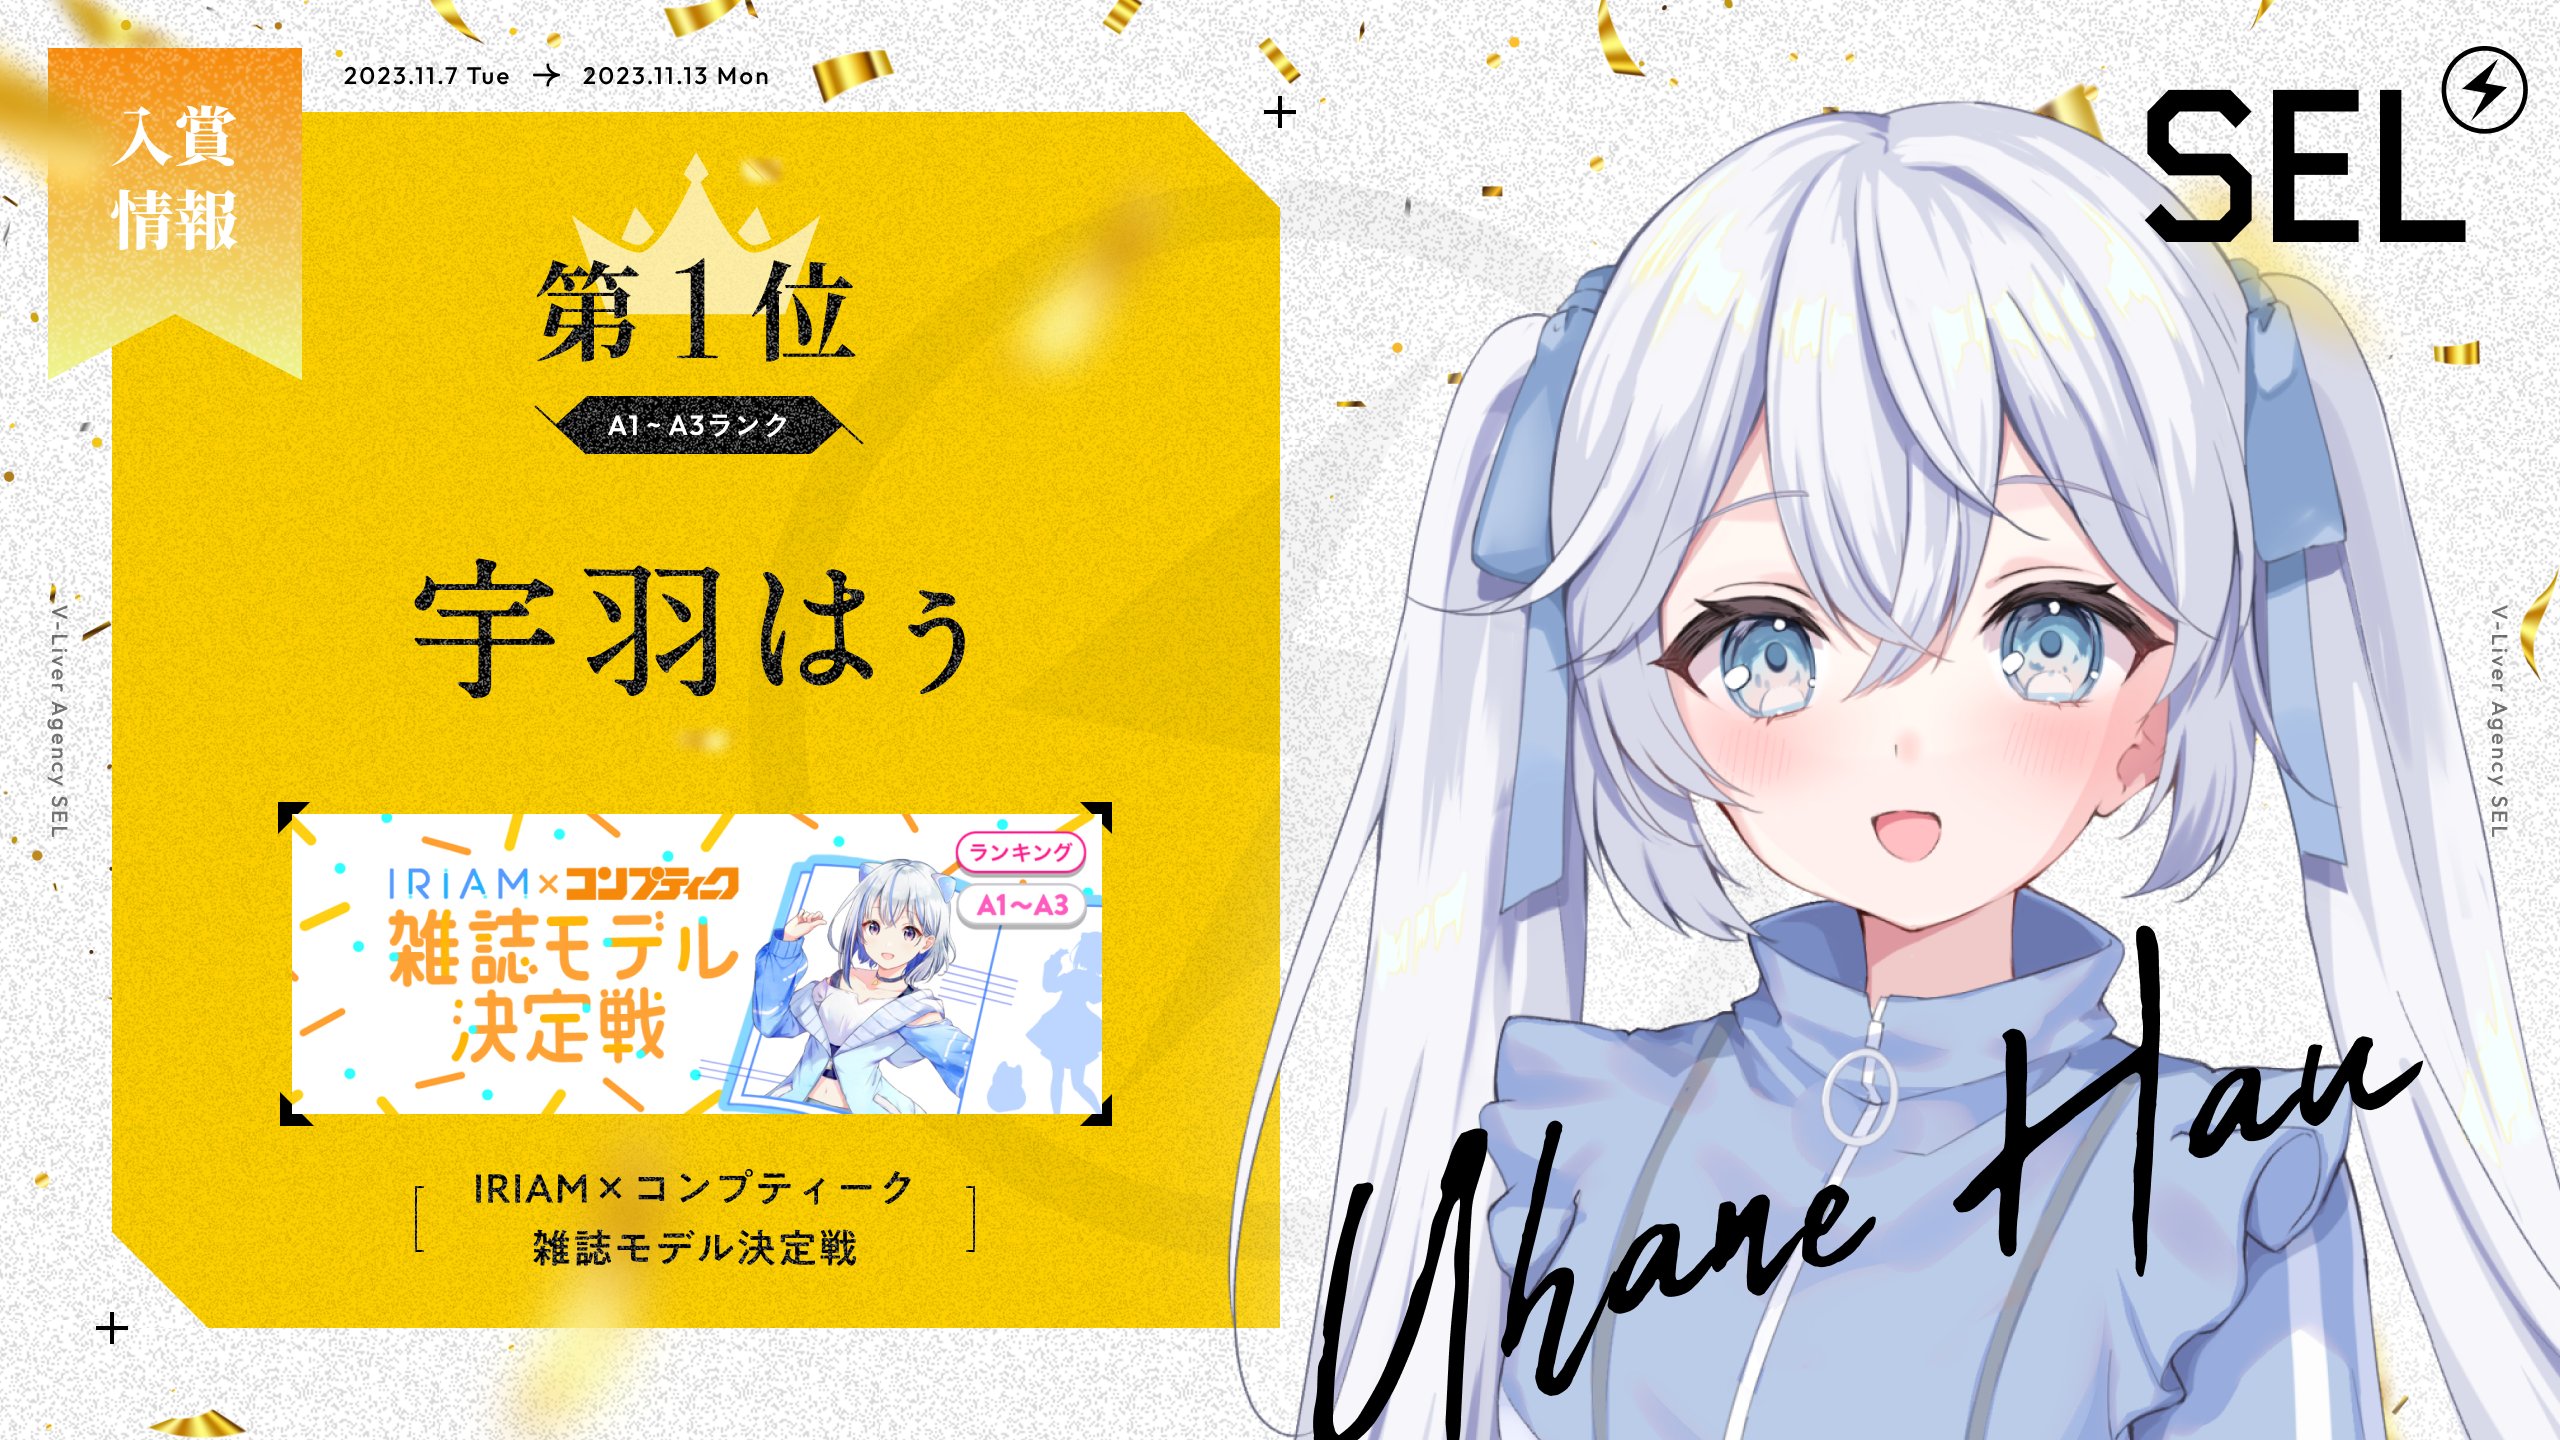 入賞
情報
2023.11.7 Tue → 2023.11.13 Mon
SEL
第1位
A1~A3ランク
宇羽はぅ
IRIAM×コンプティーク
雑誌モデル
決定戦
ランキング
A1〜A3
IRIAM×コンプティーク
雑誌モデル決定戦
Uhane Hau
V-Liver Agency SEL
V-Liver Agency SEL